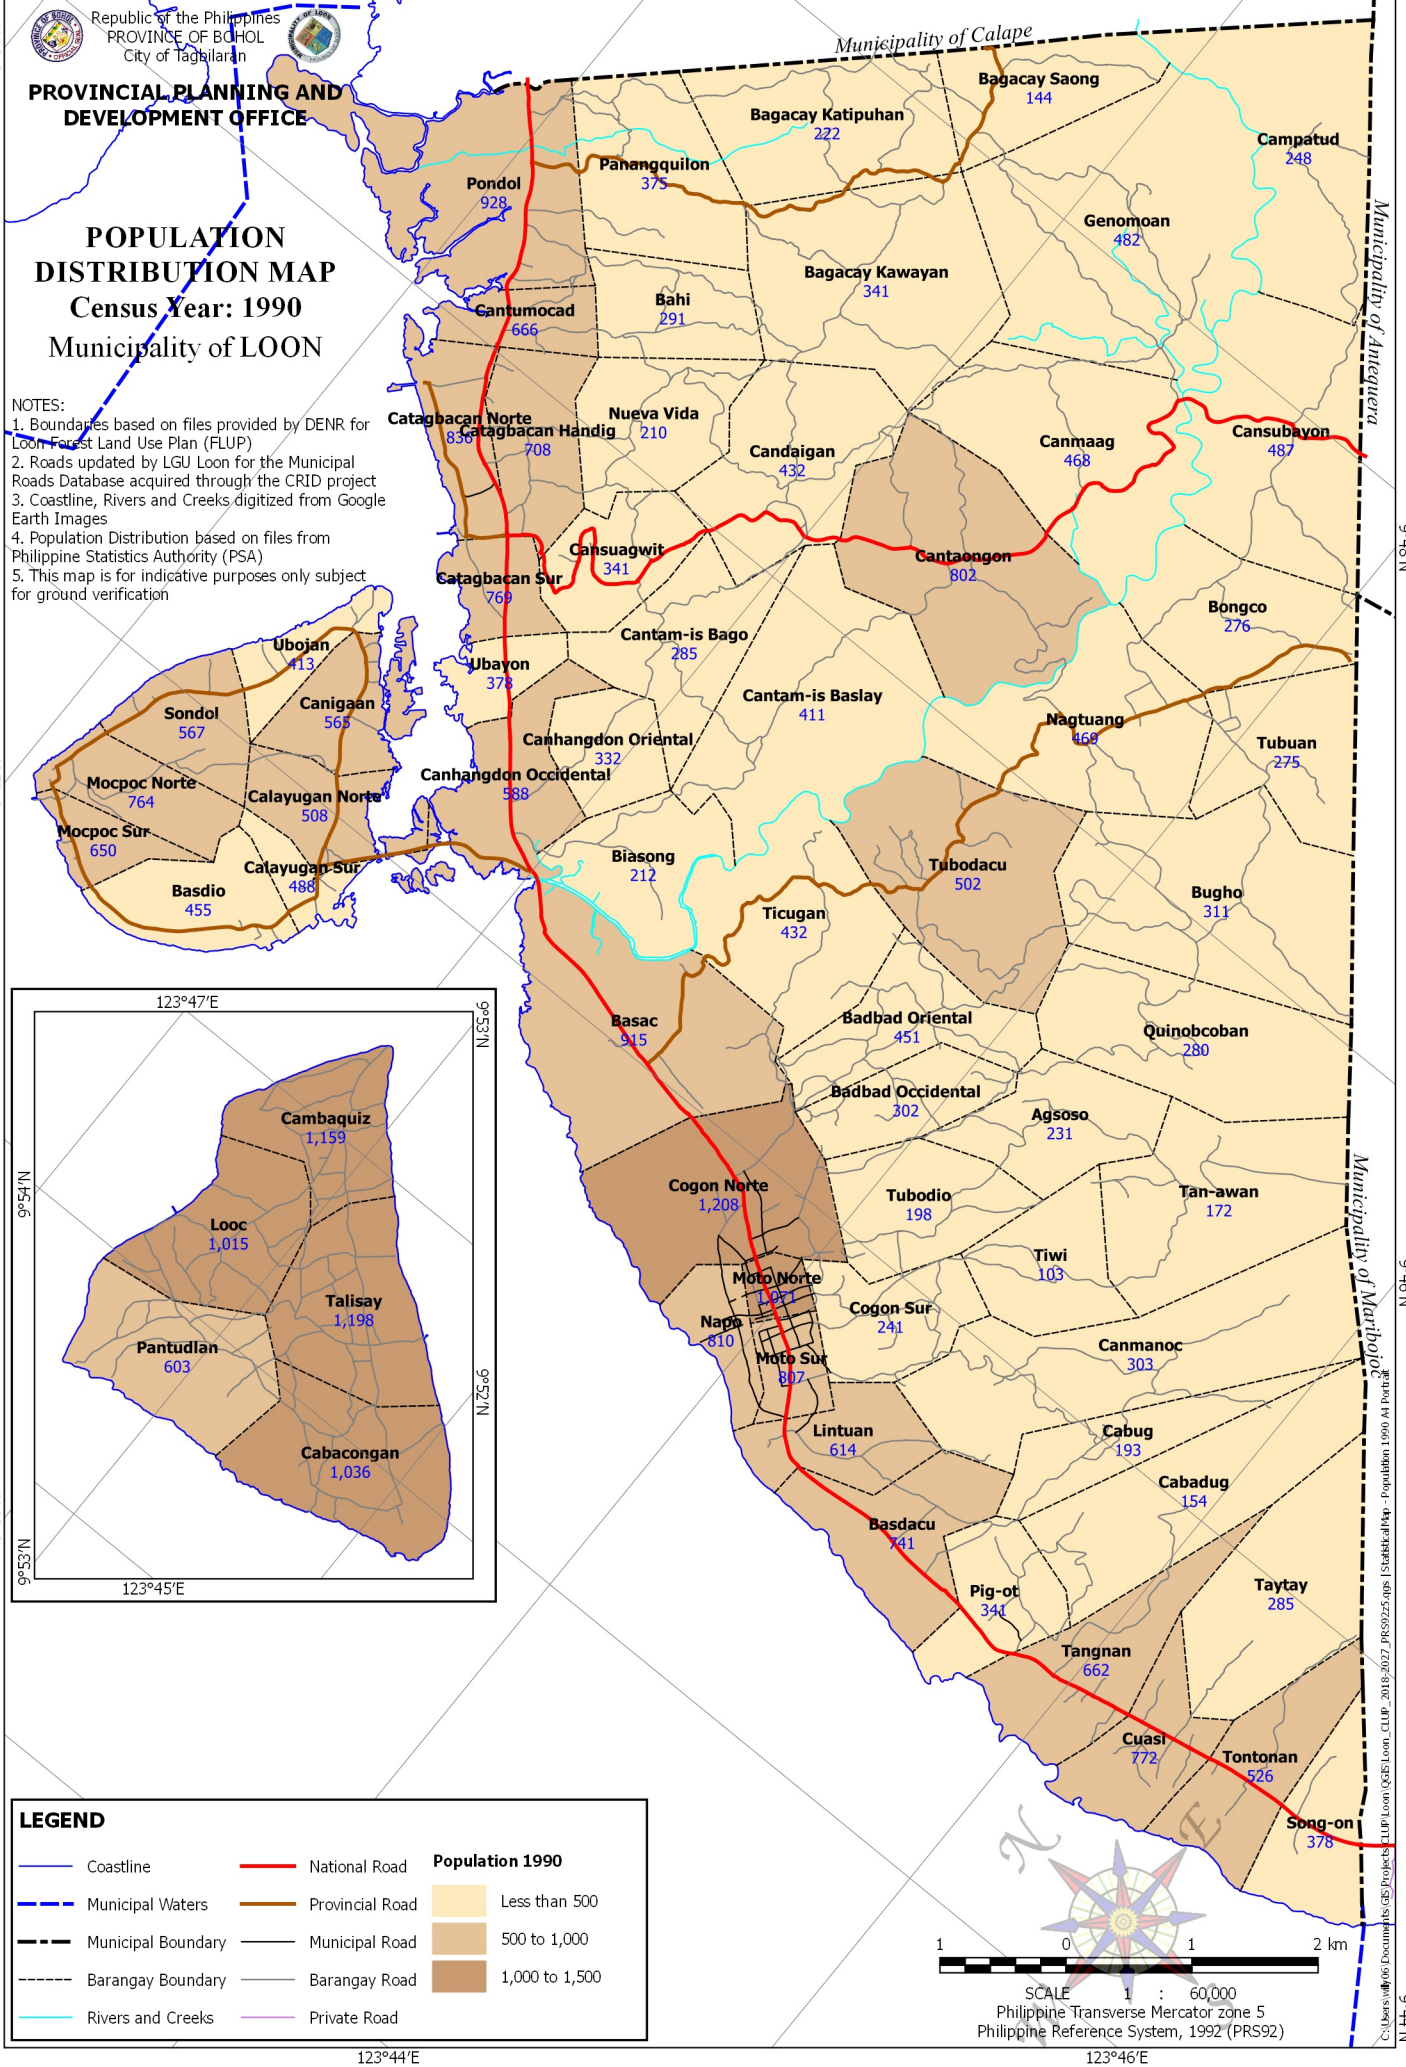 Republic of the Philippines
PROVINCE OF BOHOL
City of Tagbilaran
PROVINCIAL PLANNING AND
DEVELOPMENT OFFICE
POPULATION
DISTRIBUTION MAP
Census Year: 1990
Municipality of LOON
NOTES:
1. Boundaries based on files provided by DENR for
Loon Forest Land Use Plan (FLUP)
2. Roads updated by LGU Loon for the Municipal
Roads Database acquired through the CRID project
3. Coastline, Rivers and Creeks digitized from Google
Earth Images
4. Population Distribution based on files from
Philippine Statistics Authority (PSA)
5. This map is for indicative purposes only subject
for ground verification
Municipality of Calape
Municipality of Antequera
Municipality of Maribojoc
Bagacay Saong
144
Bagacay Katipuhan
222
Campatud
248
Panangquilon
375
Pondol
928
Genomoan
482
Bagacay Kawayan
341
Bahi
291
Cantumocad
666
Catagbacan Norte
836
Catagbacan Handig
708
Nueva Vida
210
Candaigan
432
Canmaag
468
Cansubayon
487
Cansuagwit
341
Cantaongon
802
Catagbacan Sur
769
Bongco
276
Cantam-is Bago
285
Ubojan
413
Ubayon
378
Cantam-is Baslay
411
Canigaan
565
Sondol
567
Nagtuang
469
Canhangdon Oriental
332
Tubuan
275
Canhangdon Occidental
588
Mocpoc Norte
764
Calayugan Norte
508
Mocpoc Sur
650
Biasong
212
Calayugan Sur
488
Tubodacu
502
Basdio
455
Bugho
311
Ticugan
432
Basac
915
Badbad Oriental
451
Quinobcoban
280
Badbad Occidental
302
Agsoso
231
Cogon Norte
1,208
Tubodio
198
Tan-awan
172
Tiwi
103
Moto Norte
1,071
Cogon Sur
241
Napo
810
Moto Sur
807
Canmanoc
303
Lintuan
614
Cabug
193
Cabadug
154
Basdacu
741
Pig-ot
341
Taytay
285
Tangnan
662
Cuasi
772
Tontonan
526
Song-on
378
123°47'E
9°53'N
Cambaquiz
1,159
9°54'N
Looc
1,015
Talisay
1,198
Pantudlan
603
9°52'N
Cabacongan
1,036
9°53'N
123°45'E
LEGEND
Coastline
Municipal Waters
Municipal Boundary
Barangay Boundary
Rivers and Creeks
National Road
Provincial Road
Municipal Road
Barangay Road
Private Road
Population 1990
Less than 500
500 to 1,000
1,000 to 1,500
N
E
S
W
1 0 1 2 km
SCALE 1 : 60,000
Philippine Transverse Mercator zone 5
Philippine Reference System, 1992 (PRS92)
123°44'E
123°46'E